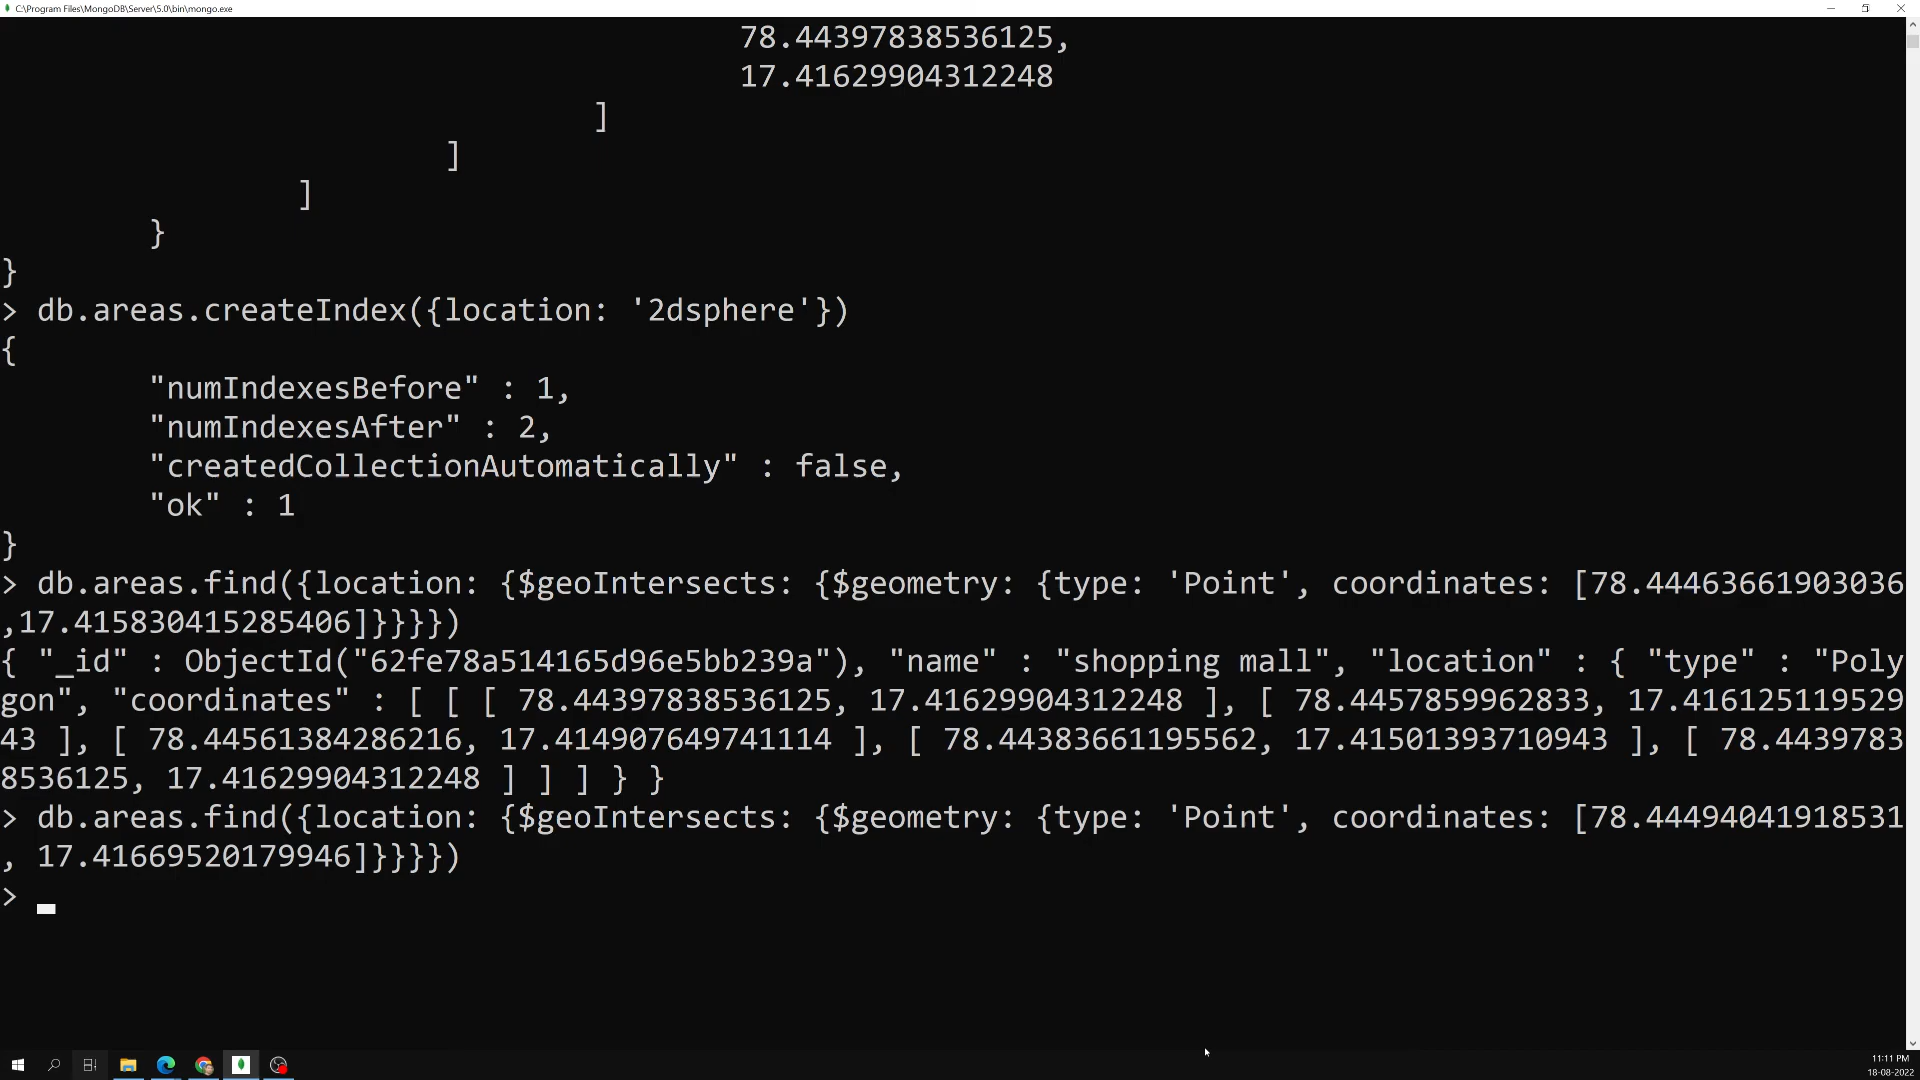 C:\Program Files\MongoDB\Server\5.0\bin\mongo.exe
78.44397838536125,
17.41629904312248
]
]
]
}
}
> db.areas.createIndex({location: '2dsphere'})
{
"numIndexesBefore" : 1,
"numIndexesAfter" : 2,
"createdCollectionAutomatically" : false,
"ok" : 1
}
> db.areas.find({location: {$geoIntersects: {$geometry: {type: 'Point', coordinates: [78.44463661903036
,17.415830415285406]}}}})
{ "_id" : ObjectId("62fe78a514165d96e5bb239a"), "name" : "shopping mall", "location" : { "type" : "Poly
gon", "coordinates" : [ [ [ 78.44397838536125, 17.41629904312248 ], [ 78.4457859962833, 17.416125119529
43 ], [ 78.44561384286216, 17.414907649741114 ], [ 78.44383661195562, 17.41501393710943 ], [ 78.4439783
8536125, 17.41629904312248 ] ] ] } }
> db.areas.find({location: {$geoIntersects: {$geometry: {type: 'Point', coordinates: [78.44494041918531
, 17.41669520179946]}}}})
>
11:11 PM
18-08-2022